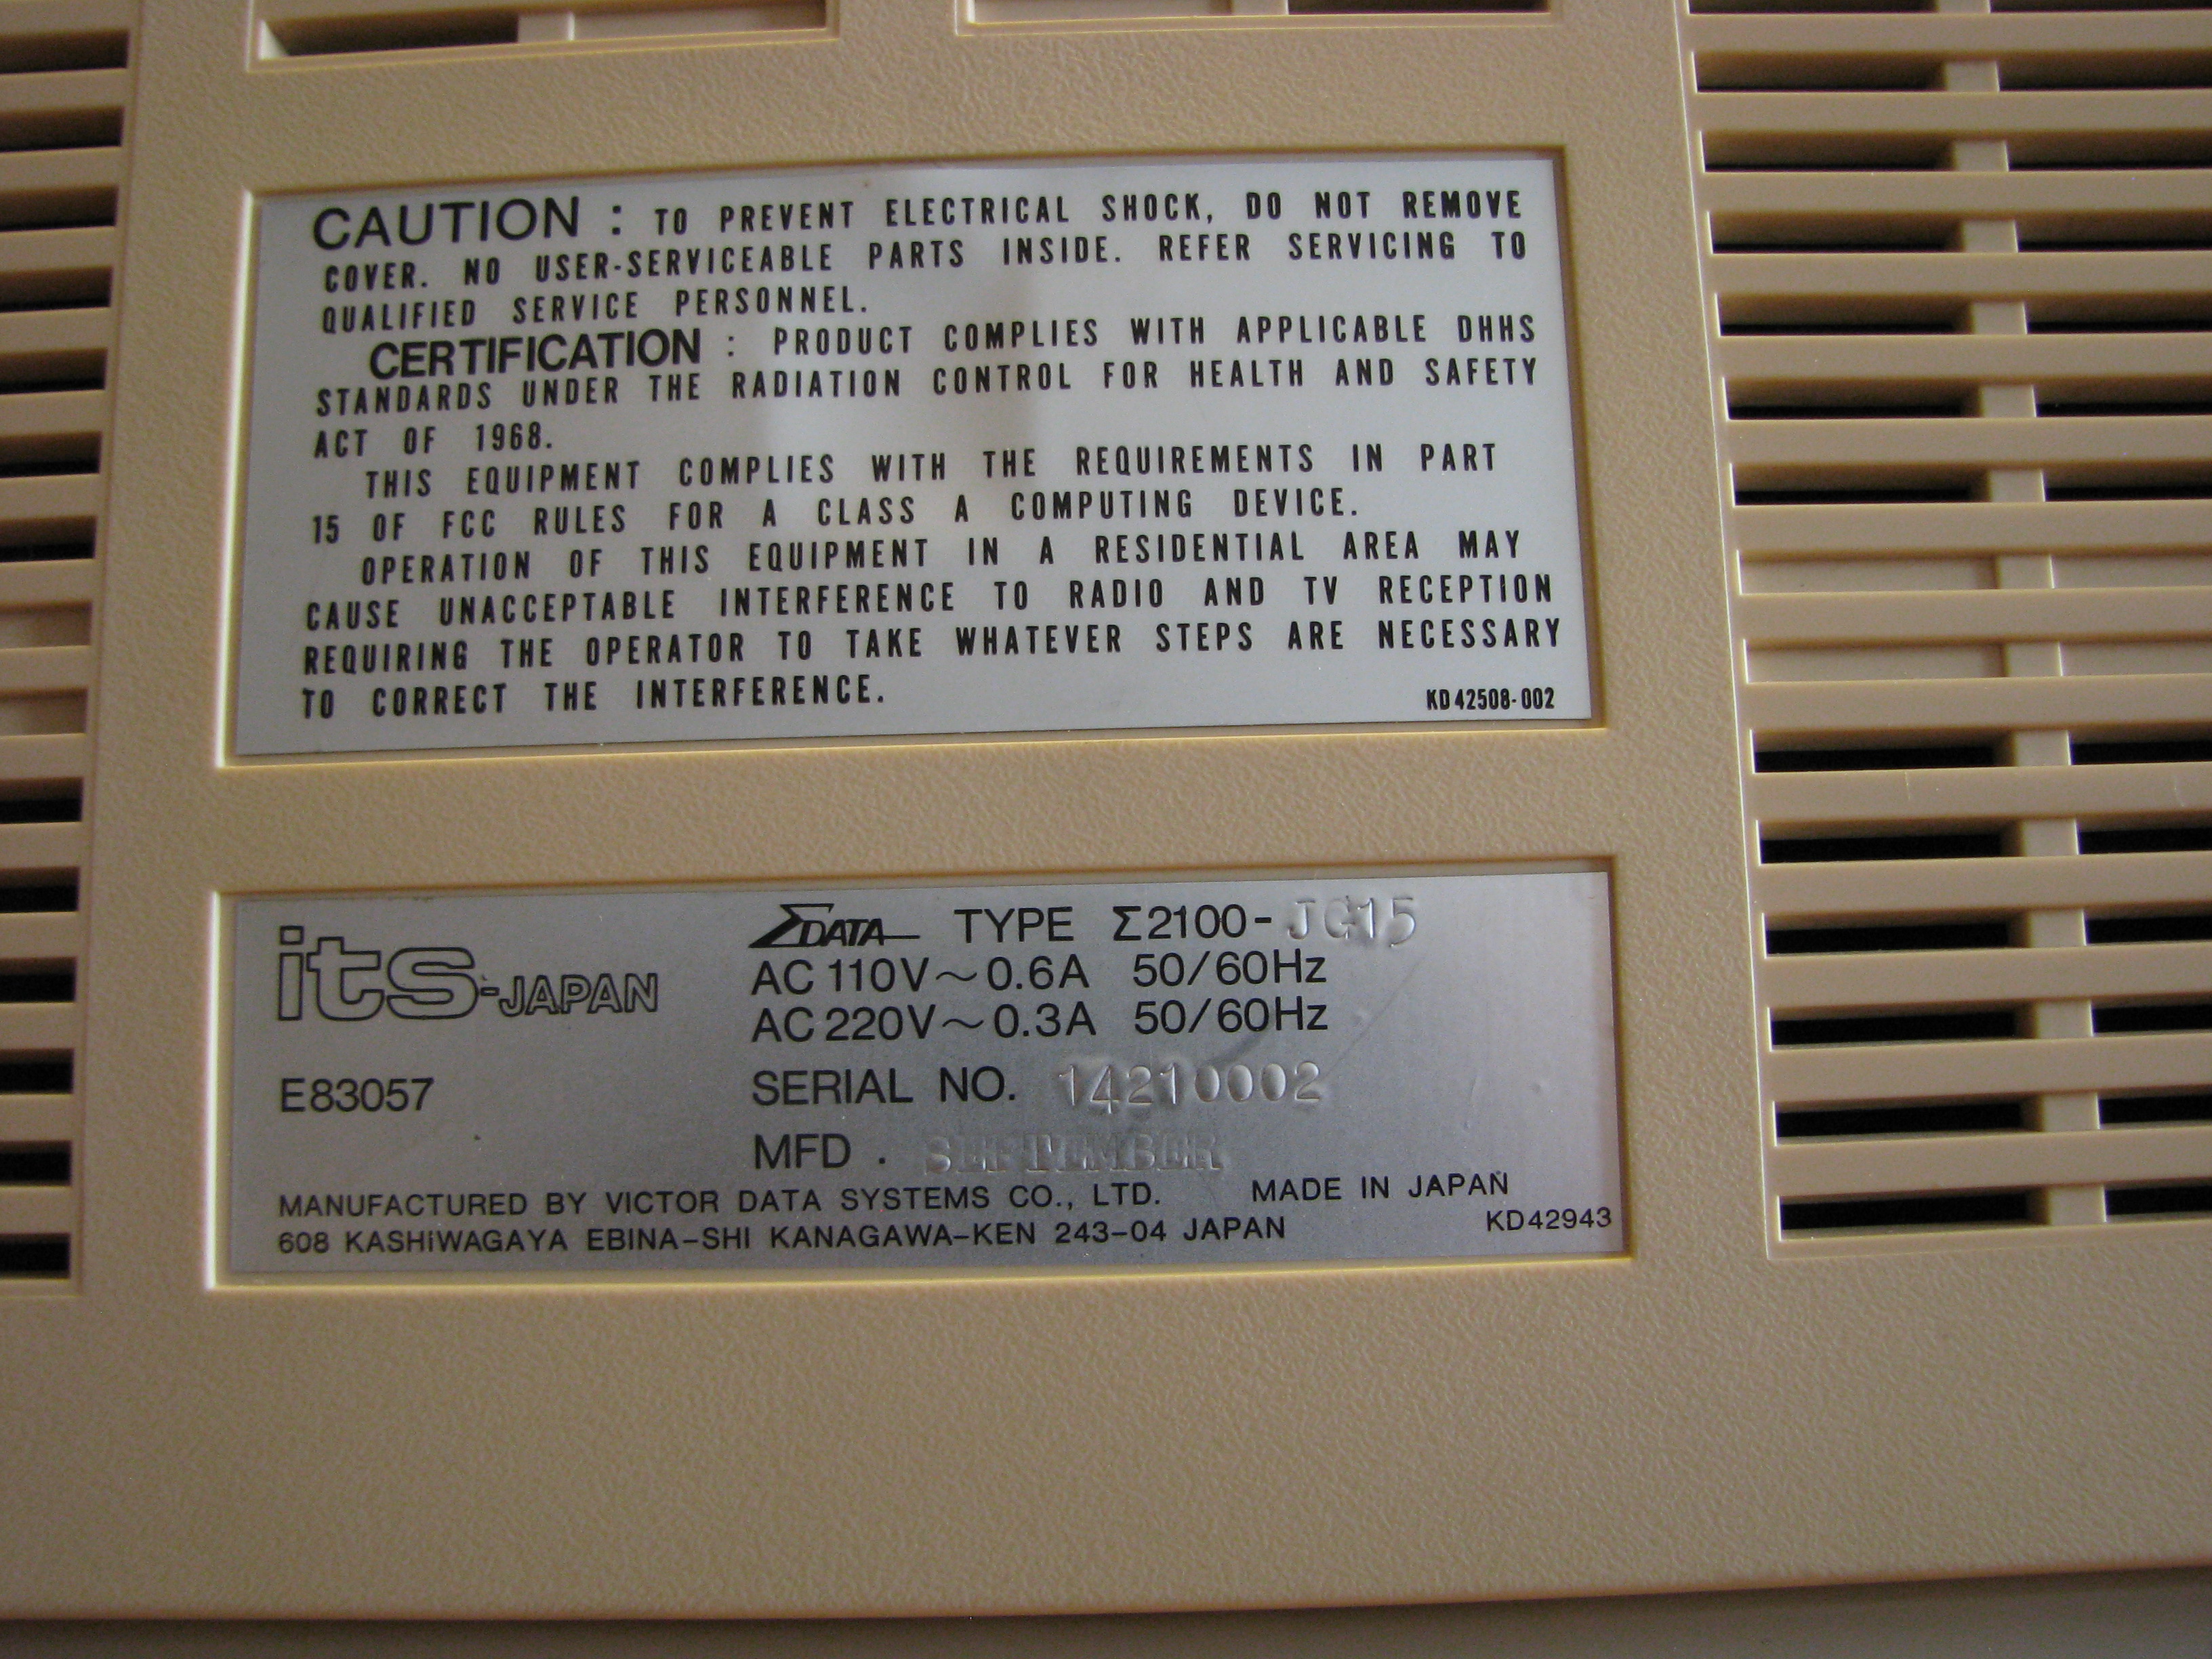 CAUTION : TO PREVENT ELECTRICAL SHOCK, DO NOT REMOVE
COVER. NO USER-SERVICEABLE PARTS INSIDE. REFER SERVICING TO
QUALIFIED SERVICE PERSONNEL.
CERTIFICATION : PRODUCT COMPLIES WITH APPLICABLE DHHS
STANDARDS UNDER THE RADIATION CONTROL FOR HEALTH AND SAFETY
ACT OF 1968.
THIS EQUIPMENT COMPLIES WITH THE REQUIREMENTS IN PART
15 OF FCC RULES FOR A CLASS A COMPUTING DEVICE.
OPERATION OF THIS EQUIPMENT IN A RESIDENTIAL AREA MAY
CAUSE UNACCEPTABLE INTERFERENCE TO RADIO AND TV RECEPTION
REQUIRING THE OPERATOR TO TAKE WHATEVER STEPS ARE NECESSARY
TO CORRECT THE INTERFERENCE.
KD42508-002
its-JAPAN
E83057
ΣDATA TYPE Σ2100-JG15
AC 110V~0.6A 50/60Hz
AC 220V~0.3A 50/60Hz
SERIAL NO. 14210002
MFD. SEPTEMBER
MANUFACTURED BY VICTOR DATA SYSTEMS CO., LTD. MADE IN JAPAN
608 KASHiWAGAYA EBINA-SHI KANAGAWA-KEN 243-04 JAPAN KD42943